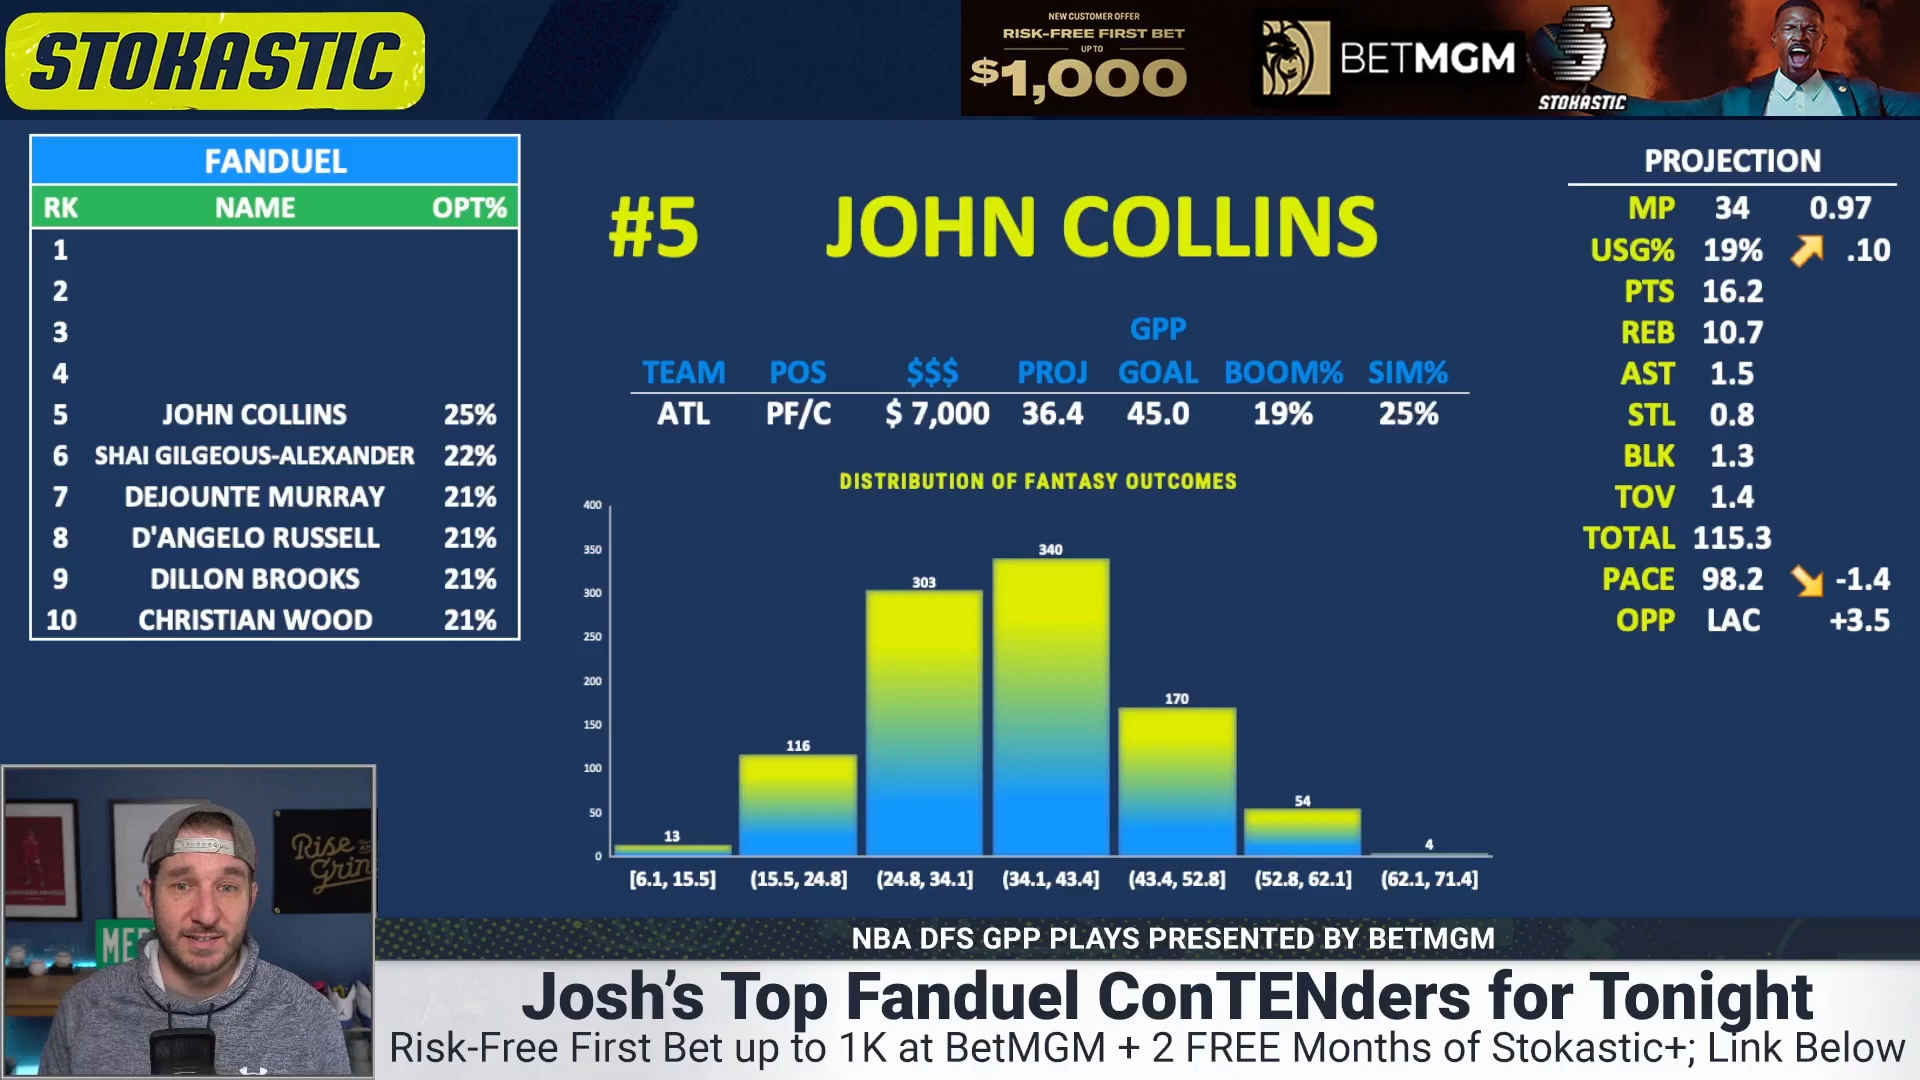 STOKASTIC
NEW CUSTOMER OFFER
RISK-FREE FIRST BET
UP TO
$1,000
BETMGM
STOKASTIC
FANDUEL
RK NAME OPT%
1
2
3
4
5 JOHN COLLINS 25%
6 SHAI GILGEOUS-ALEXANDER 22%
7 DEJOUNTE MURRAY 21%
8 D'ANGELO RUSSELL 21%
9 DILLON BROOKS 21%
10 CHRISTIAN WOOD 21%
#5 JOHN COLLINS
GPP
TEAM POS $$$ PROJ GOAL BOOM% SIM%
ATL PF/C $ 7,000 36.4 45.0 19% 25%
DISTRIBUTION OF FANTASY OUTCOMES
400
350
300
250
200
150
100
50
0
13
116
303
340
170
54
4
[6.1, 15.5] (15.5, 24.8] (24.8, 34.1] (34.1, 43.4] (43.4, 52.8] (52.8, 62.1] (62.1, 71.4]
PROJECTION
MP 34 0.97
USG% 19% .10
PTS 16.2
REB 10.7
AST 1.5
STL 0.8
BLK 1.3
TOV 1.4
TOTAL 115.3
PACE 98.2 -1.4
OPP LAC +3.5
Rise
Grin
ME
NBA DFS GPP PLAYS PRESENTED BY BETMGM
Josh's Top Fanduel ConTENders for Tonight
Risk-Free First Bet up to 1K at BetMGM + 2 FREE Months of Stokastic+; Link Below